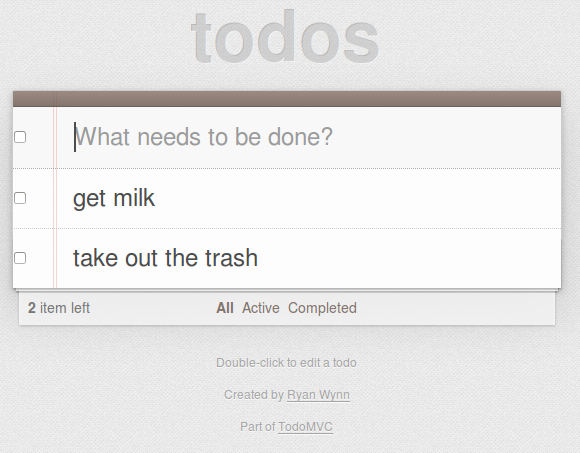 todos
What needs to be done?
get milk
take out the trash
2 item left All Active Completed
Double-click to edit a todo
Created by Ryan Wynn
Part of TodoMVC